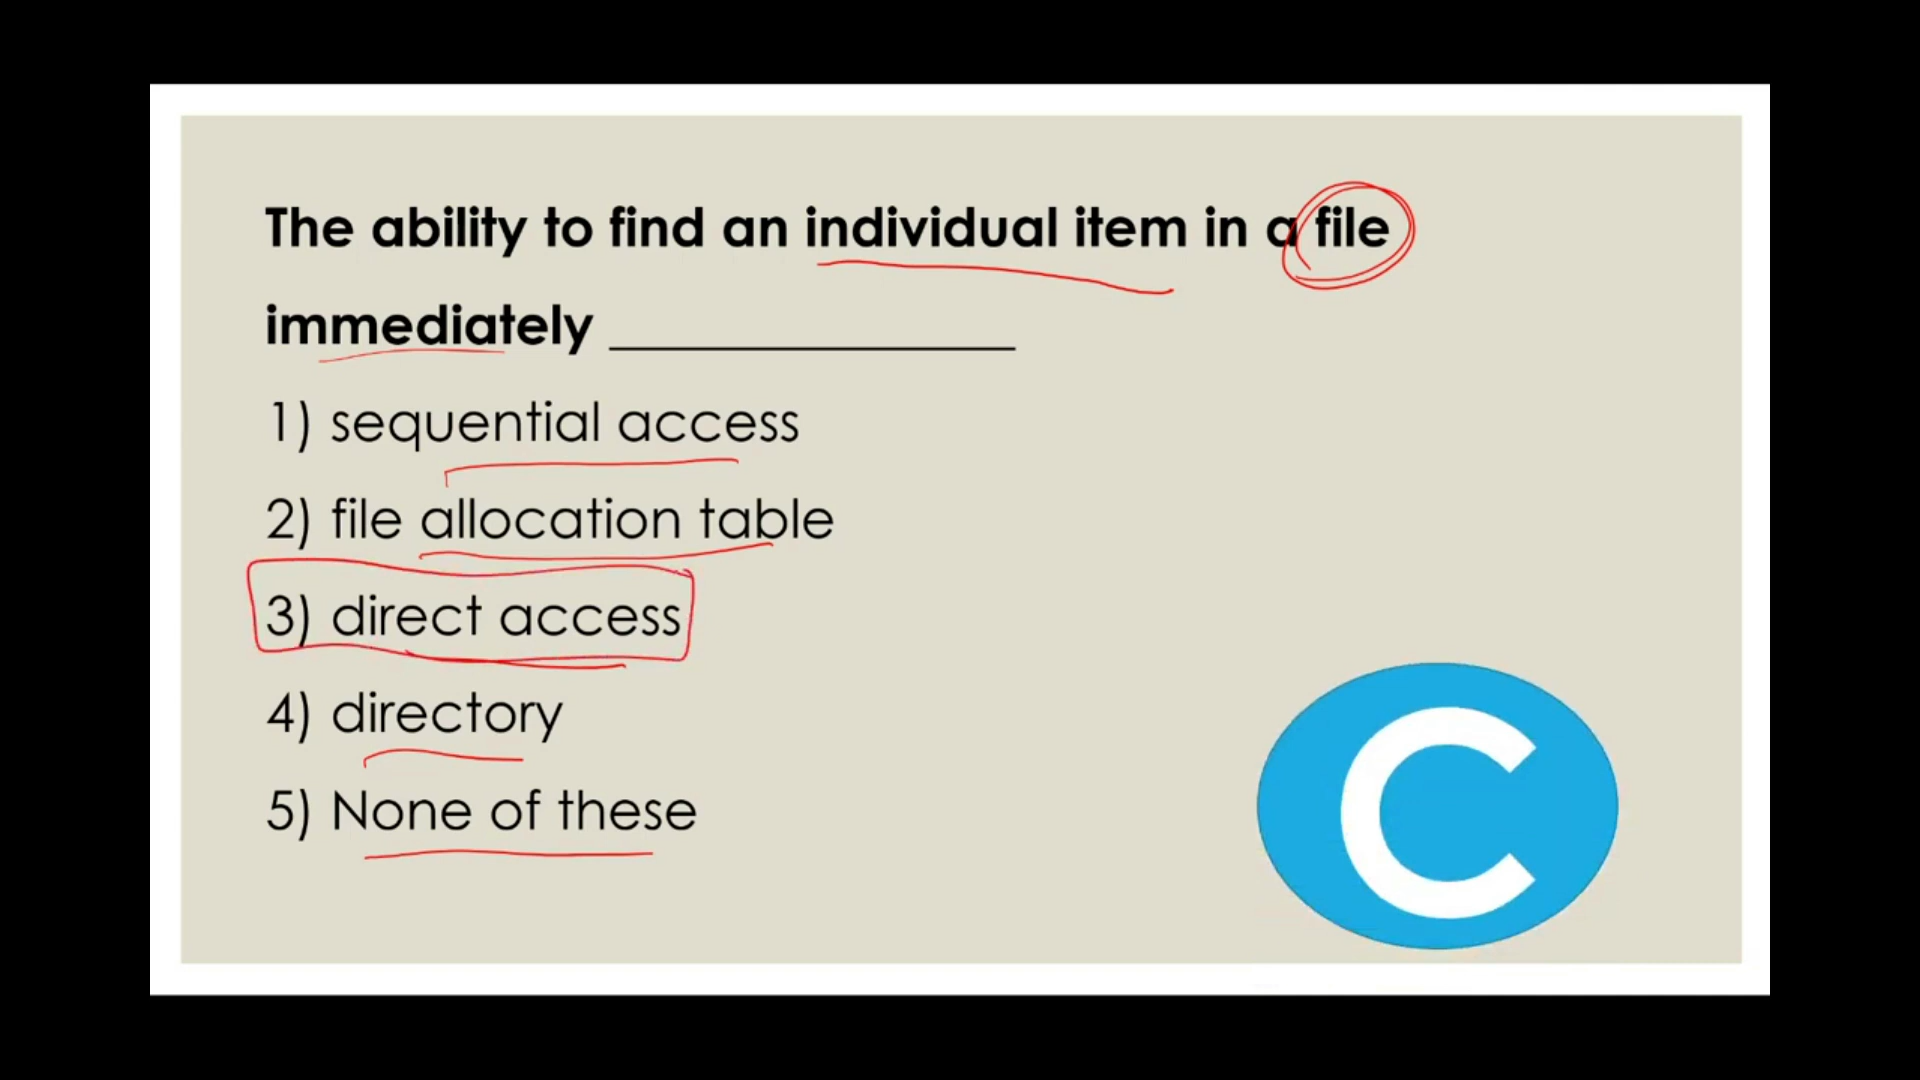 The ability to find an individual item in a file
immediately _______________
1) sequential access
2) file allocation table
3) direct access
4) directory
5) None of these
C